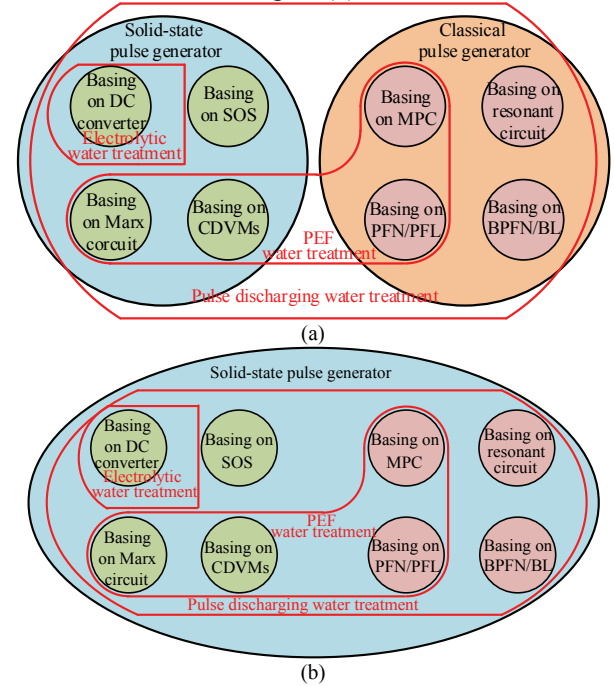 Solid-state
pulse generator
Classical
pulse generator
Basing
on DC
converter
Basing
on SOS
Basing
on MPC
Basing on
resonant
circuit
Electrolytic
water treatment
Basing
on Marx
corcuit
Basing on
CDVMs
Basing on
PFN/PFL
Basing on
BPFN/BL
PEF
water treatment
Pulse discharging water treatment
(a)
Solid-state pulse generator
Basing
on DC
converter
Basing on
SOS
Basing on
MPC
Basing on
resonant
circuit
Electrolytic
water treatment
PEF
water treatment
Basing
on Marx
circuit
Basing on
CDVMs
Basing on
PFN/PFL
Basing on
BPFN/BL
Pulse discharging water treatment
(b)